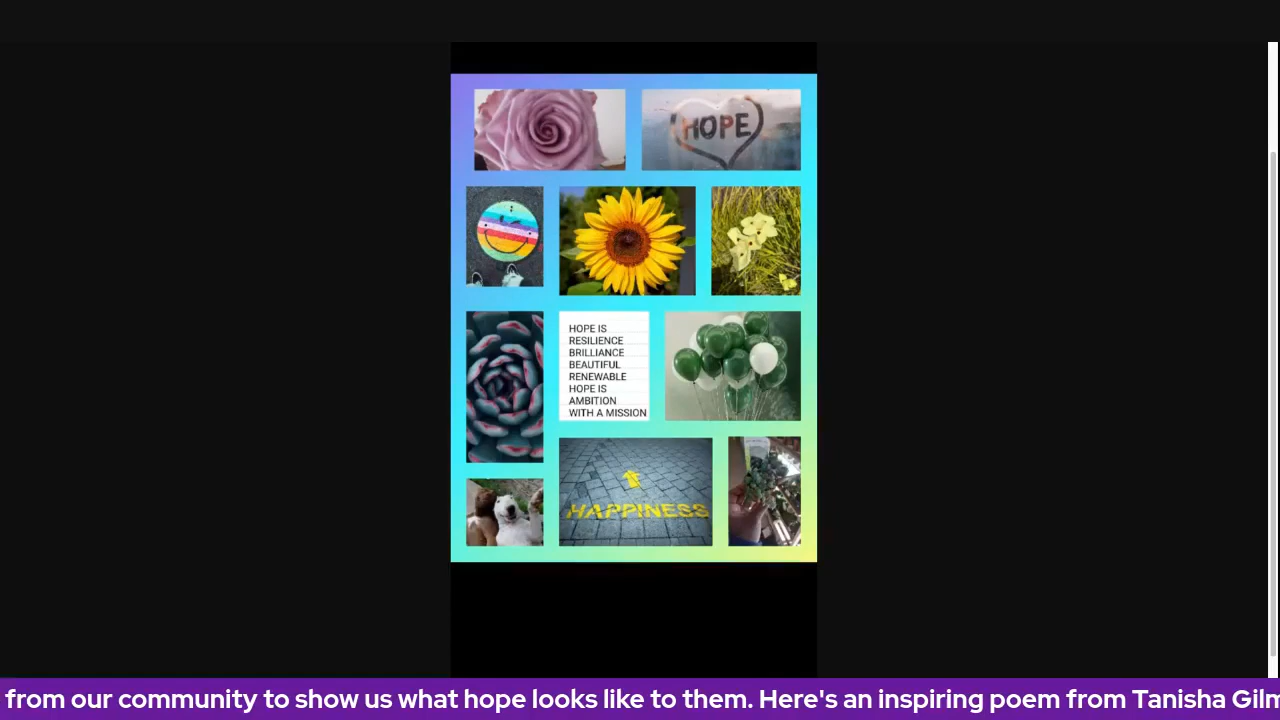 HOPE
HOPE IS
RESILIENCE
BRILLIANCE
BEAUTIFUL
RENEWABLE
HOPE IS
AMBITION
WITH A MISSION
HAPPINESS
from our community to show us what hope looks like to them. Here's an inspiring poem from Tanisha